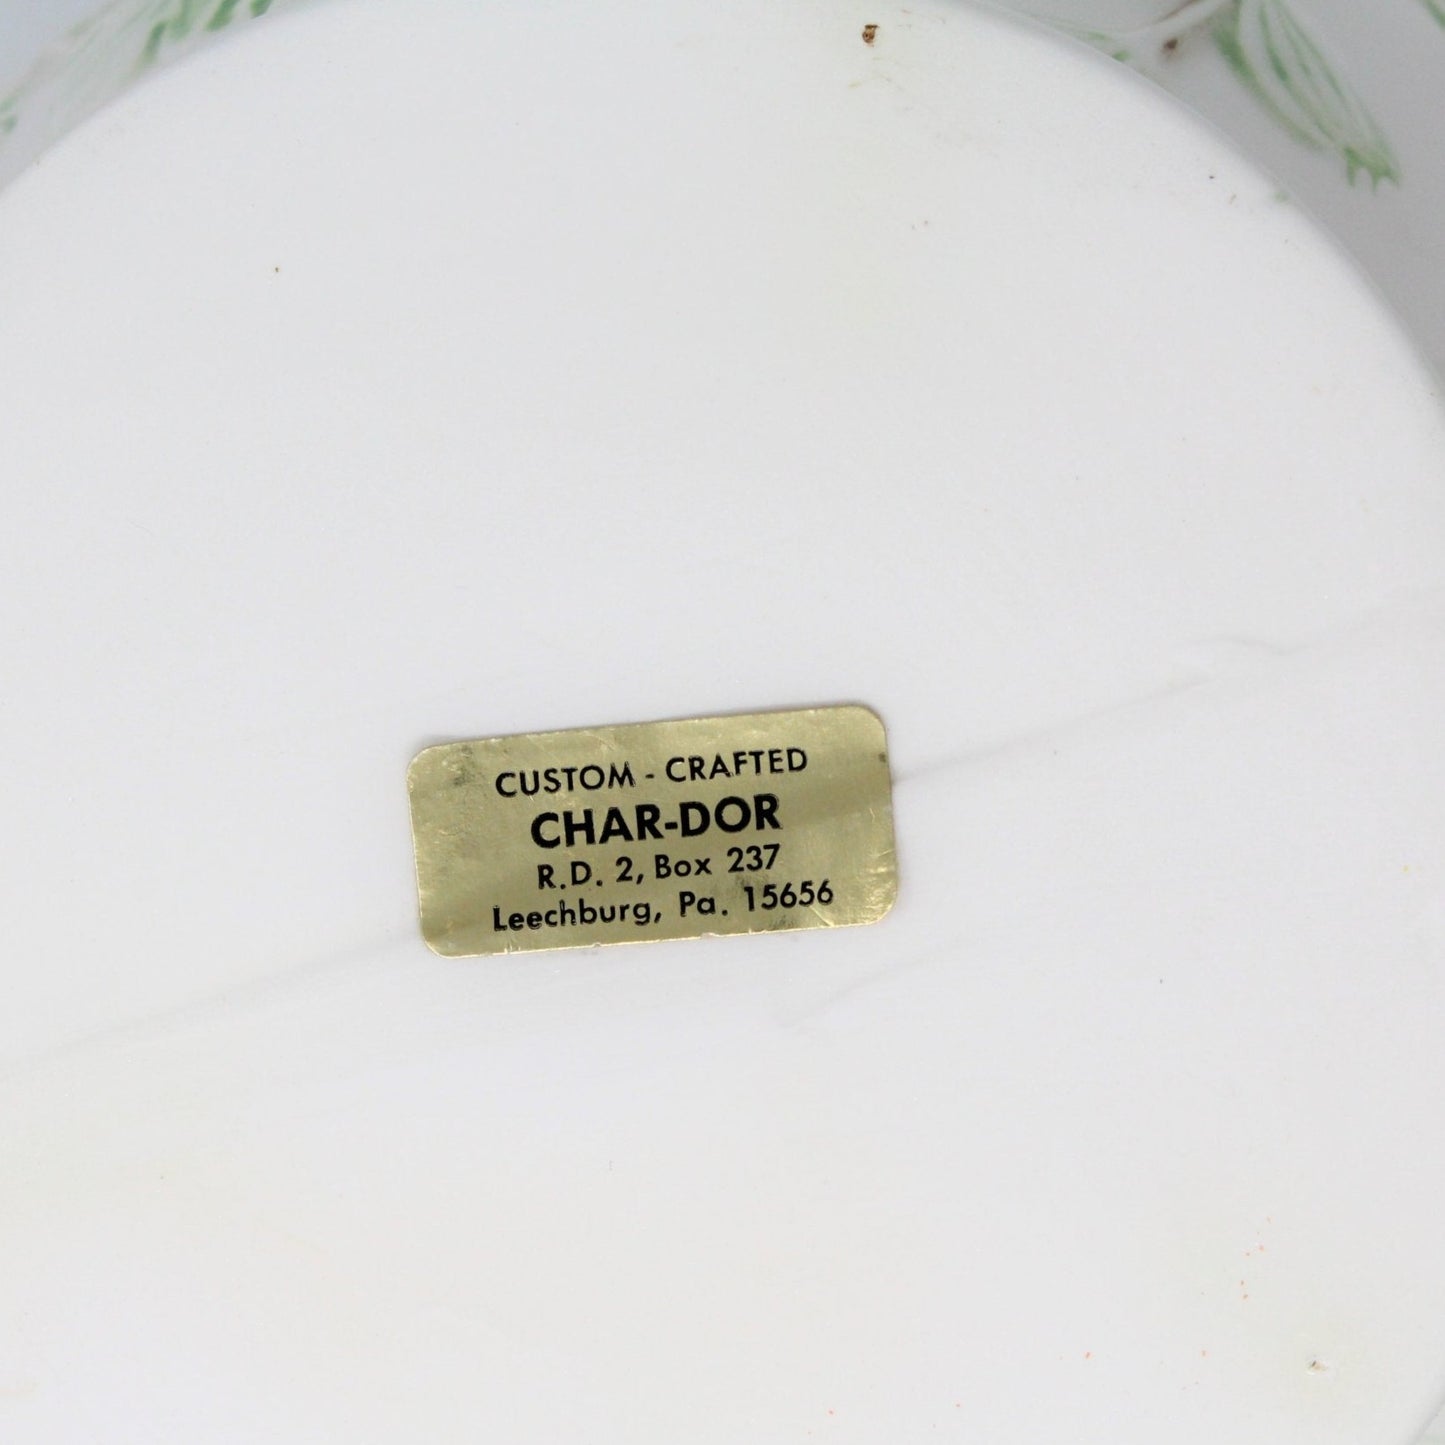 CUSTOM - CRAFTED
CHAR-DOR
R.D. 2, Box 237
Leechburg, Pa. 15656